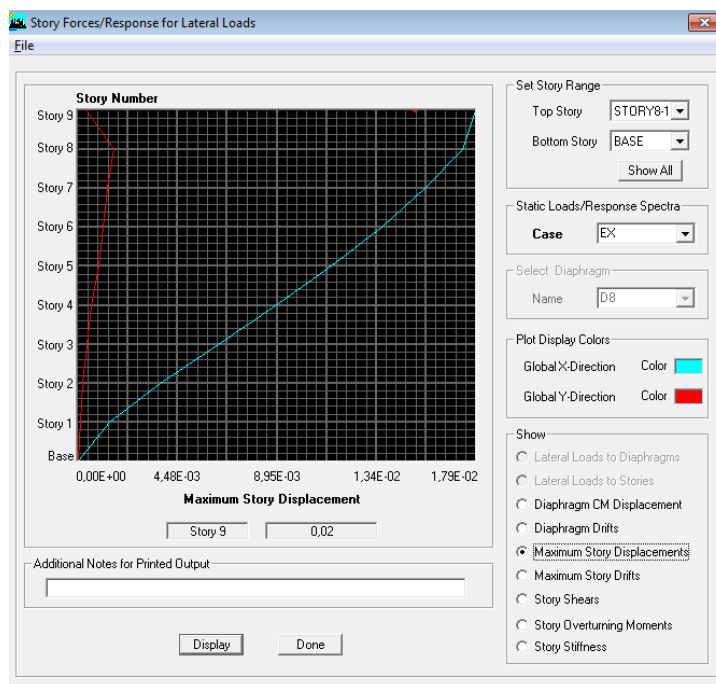 Story Forces/Response for Lateral Loads
File
Story Number
Story 9
Story 8
Story 7
Story 6
Story 5
Story 4
Story 3
Story 2
Story 1
Base
0,00E+00 4,48E-03 8,95E-03 1,34E-02 1,79E-02
Maximum Story Displacement
Story 9 0,02
Additional Notes for Printed Output
Display Done
Set Story Range
Top Story STORY8-1
Bottom Story BASE
Show All
Static Loads/Response Spectra
Case EX
Select Diaphragm
Name D8
Plot Display Colors
Global X-Direction Color
Global Y-Direction Color
Show
Lateral Loads to Diaphragms
Lateral Loads to Stories
Diaphragm CM Displacement
Diaphragm Drifts
Maximum Story Displacements
Maximum Story Drifts
Story Shears
Story Overturning Moments
Story Stiffness